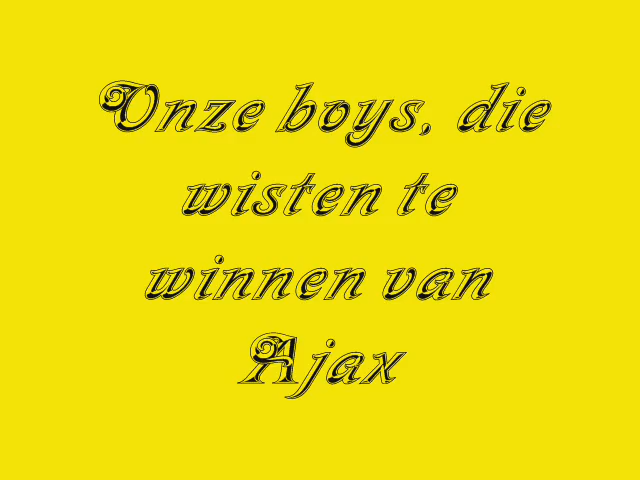 Onze boys, die
wisten te
winnen van
Ajax